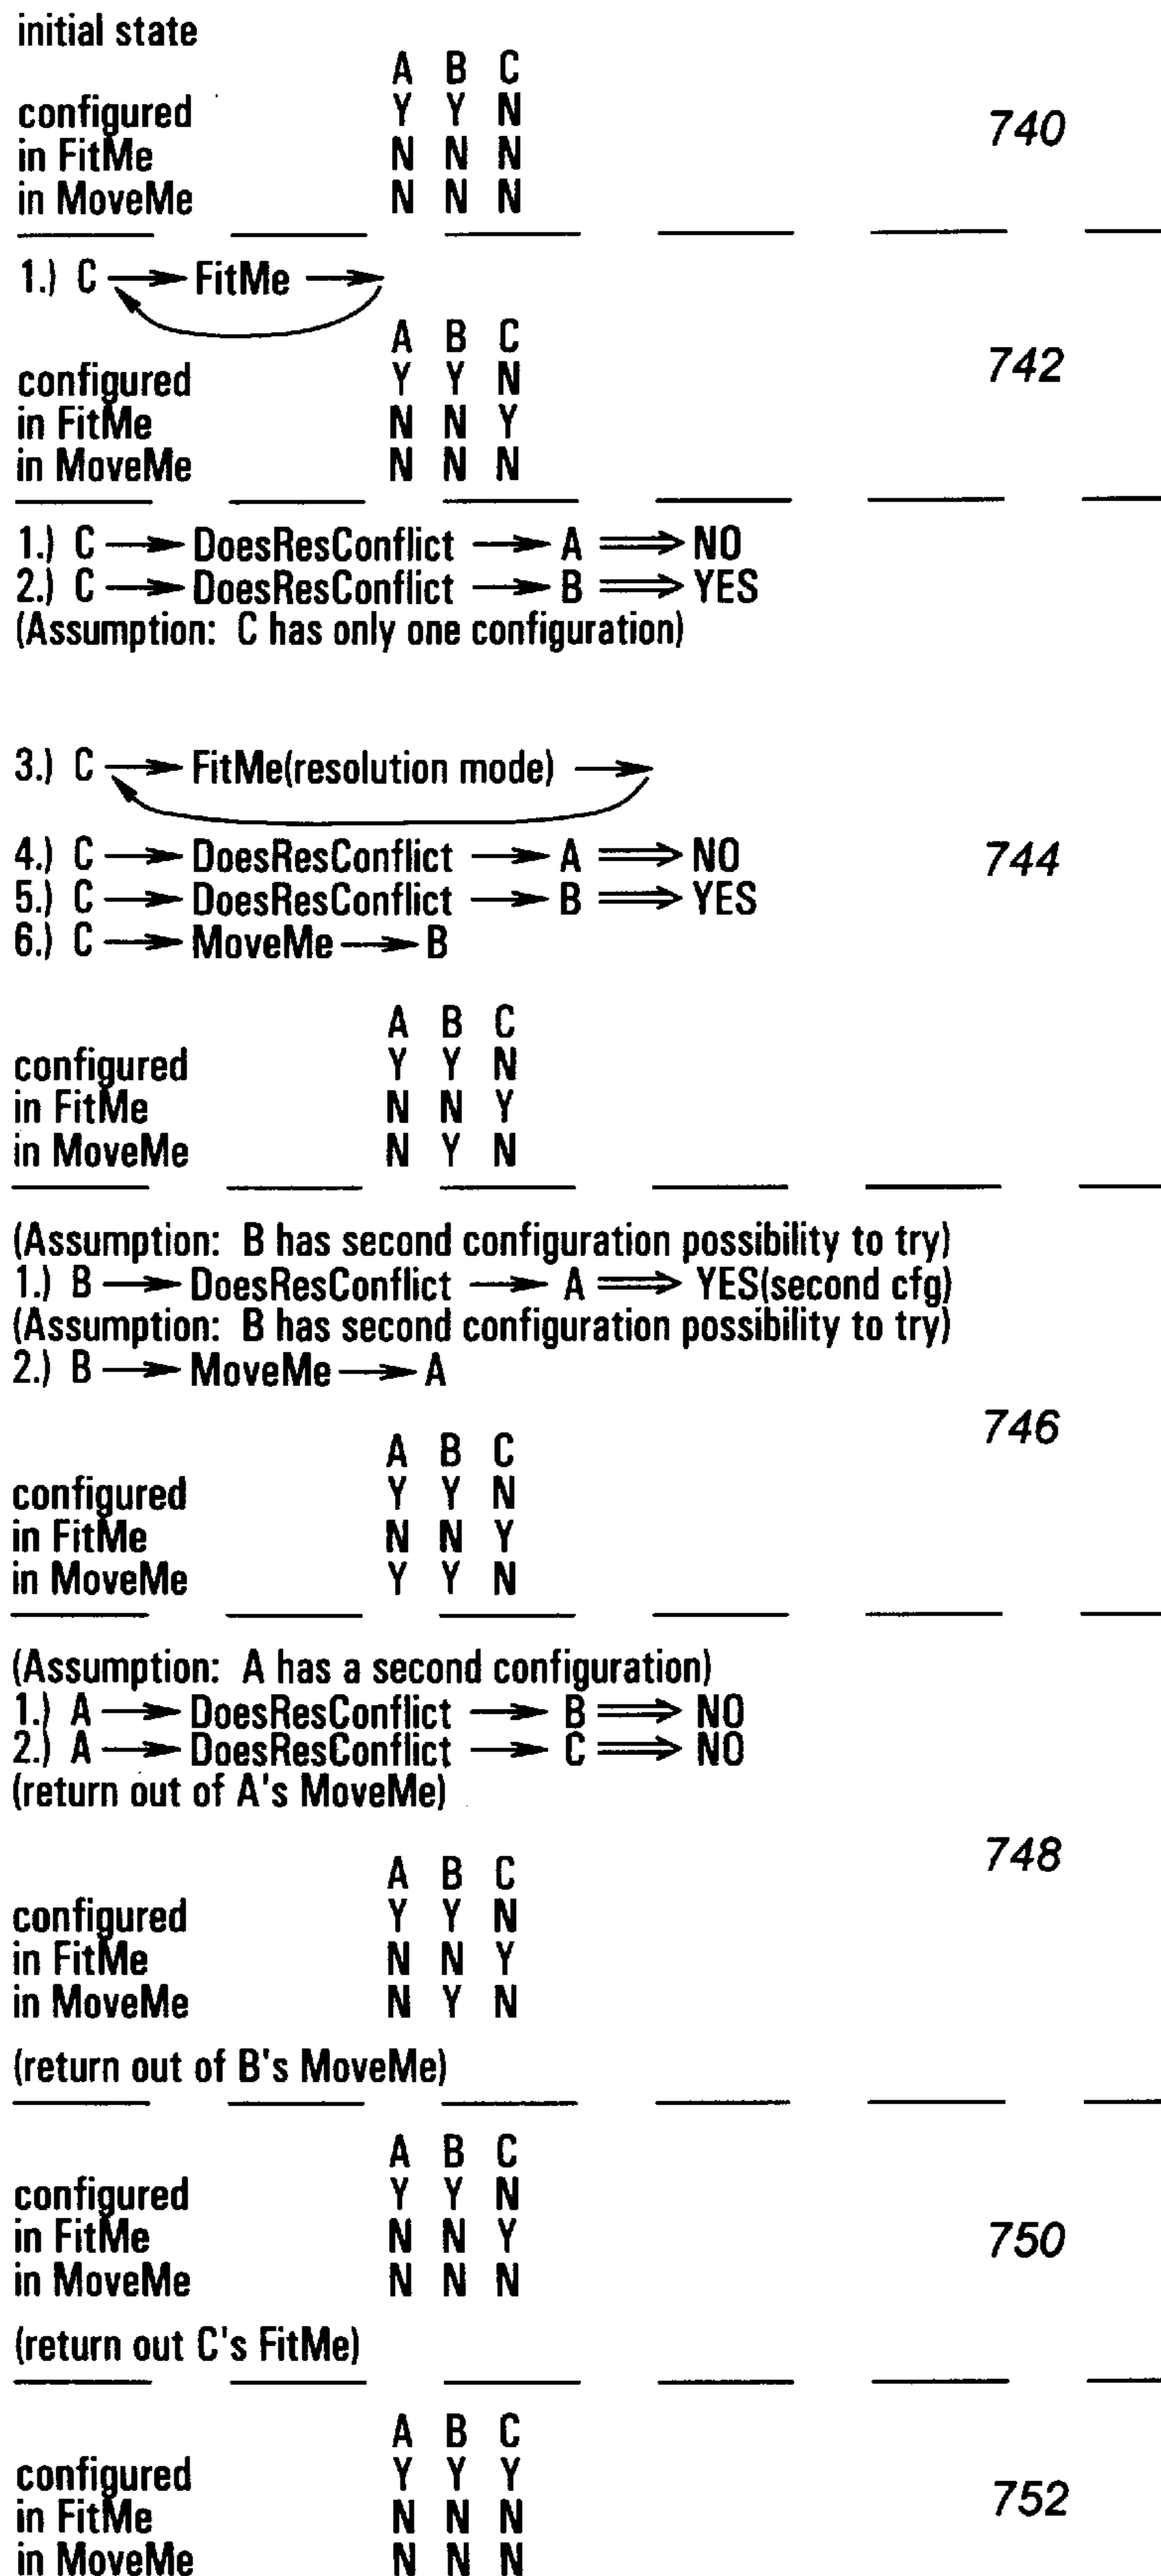 initial state
A B C
configured Y Y N
740
in FitMe N N N
in MoveMe N N N
1.) C → FitMe →
A B C
742
configured Y Y N
in FitMe N N Y
in MoveMe N N N
1.) C → DoesResConflict → A ⇒ NO
2.) C → DoesResConflict → B ⇒ YES
(Assumption: C has only one configuration)
3.) C → FitMe(resolution mode) →
4.) C → DoesResConflict → A ⇒ NO
744
5.) C → DoesResConflict → B ⇒ YES
6.) C → MoveMe → B
A B C
configured Y Y N
in FitMe N N Y
in MoveMe N Y N
(Assumption: B has second configuration possibility to try)
1.) B → DoesResConflict → A ⇒ YES(second cfg)
(Assumption: B has second configuration possibility to try)
2.) B → MoveMe → A
746
A B C
configured Y Y N
in FitMe N N Y
in MoveMe Y Y N
(Assumption: A has a second configuration)
1.) A → DoesResConflict → B ⇒ NO
2.) A → DoesResConflict → C ⇒ NO
(return out of A's MoveMe)
748
A B C
configured Y Y N
in FitMe N N Y
in MoveMe N Y N
(return out of B's MoveMe)
A B C
configured Y Y N
in FitMe N N Y
750
in MoveMe N N N
(return out C's FitMe)
A B C
configured Y Y Y
752
in FitMe N N N
in MoveMe N N N